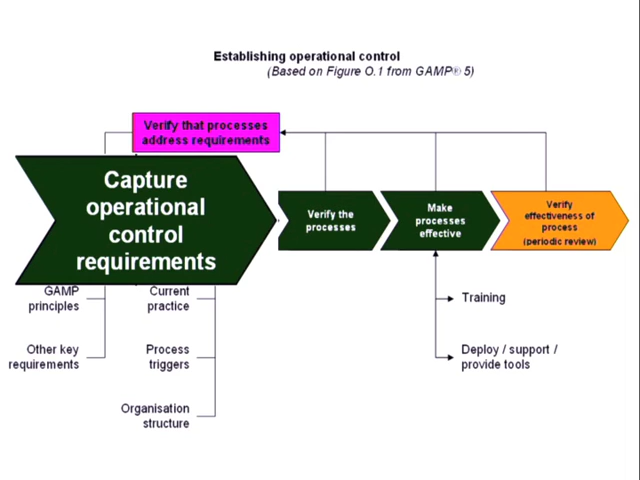 Establishing operational control
(Based on Figure O.1 from GAMP® 5)
Verify that processes
address requirements
Capture
operational
control
requirements
Verify the
processes
Make
processes
effective
Verify
effectiveness of
process
(periodic review)
GAMP
principles
Current
practice
Training
Other key
requirements
Process
triggers
Deploy / support /
provide tools
Organisation
structure